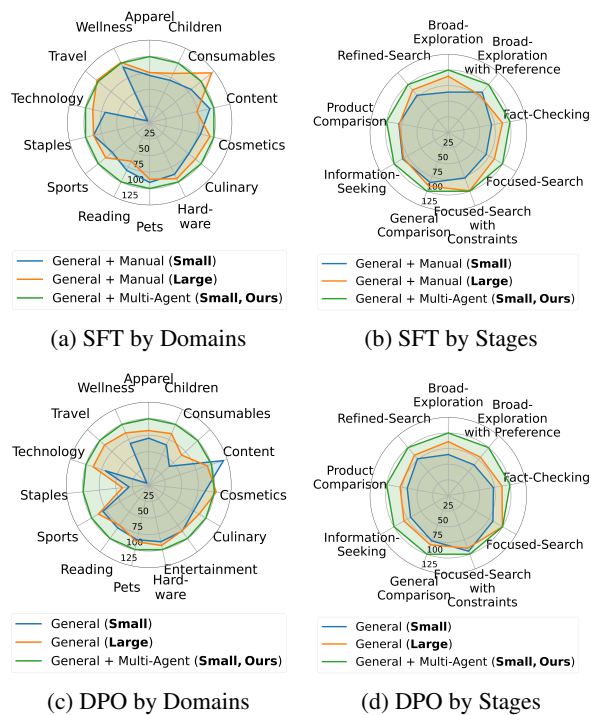 Apparel
Wellness
Children
Travel
Consumables
Technology
Content
Staples
Cosmetics
Sports
Culinary
Reading
Hard-
ware
Pets
25
50
75
100
125
General + Manual (Small)
General + Manual (Large)
General + Multi-Agent (Small, Ours)
(a) SFT by Domains
Broad-
Exploration
Refined-Search
Broad-
Exploration
with Preference
Product
Comparison
Fact-Checking
Information-
Seeking
Focused-Search
General
Comparison
Focused-Search
with
Constraints
25
50
75
100
125
General + Manual (Small)
General + Manual (Large)
General + Multi-Agent (Small, Ours)
(b) SFT by Stages
Apparel
Wellness
Children
Travel
Consumables
Technology
Content
Staples
Cosmetics
Sports
Culinary
Reading
Entertainment
Pets
Hard-
ware
25
50
75
100
125
General (Small)
General (Large)
General + Multi-Agent (Small, Ours)
(c) DPO by Domains
Broad-
Exploration
Refined-Search
Broad-
Exploration
with Preference
Product
Comparison
Fact-Checking
Information-
Seeking
Focused-Search
General
Comparison
Focused-Search
with
Constraints
25
50
75
100
125
General (Small)
General (Large)
General + Multi-Agent (Small, Ours)
(d) DPO by Stages